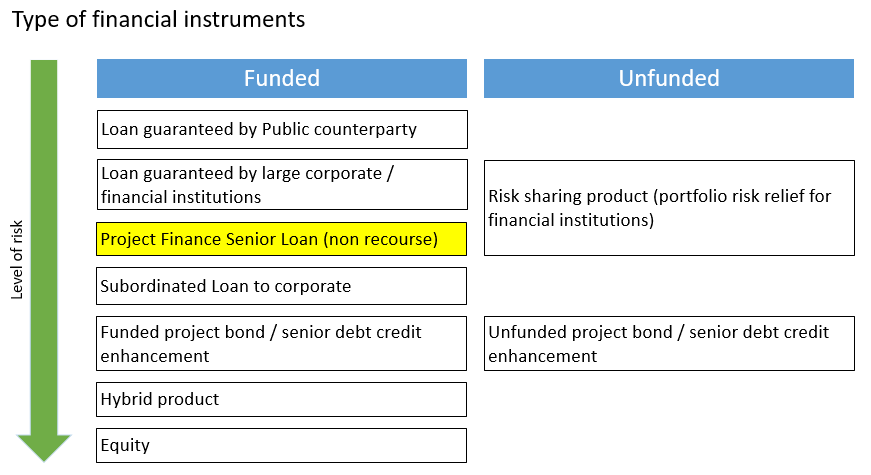 Type of financial instruments
Funded
Unfunded
Level of risk
Loan guaranteed by Public counterparty
Loan guaranteed by large corporate /
financial institutions
Risk sharing product (portfolio risk relief for
financial institutions)
Project Finance Senior Loan (non recourse)
Subordinated Loan to corporate
Funded project bond / senior debt credit
enhancement
Unfunded project bond / senior debt credit
enhancement
Hybrid product
Equity